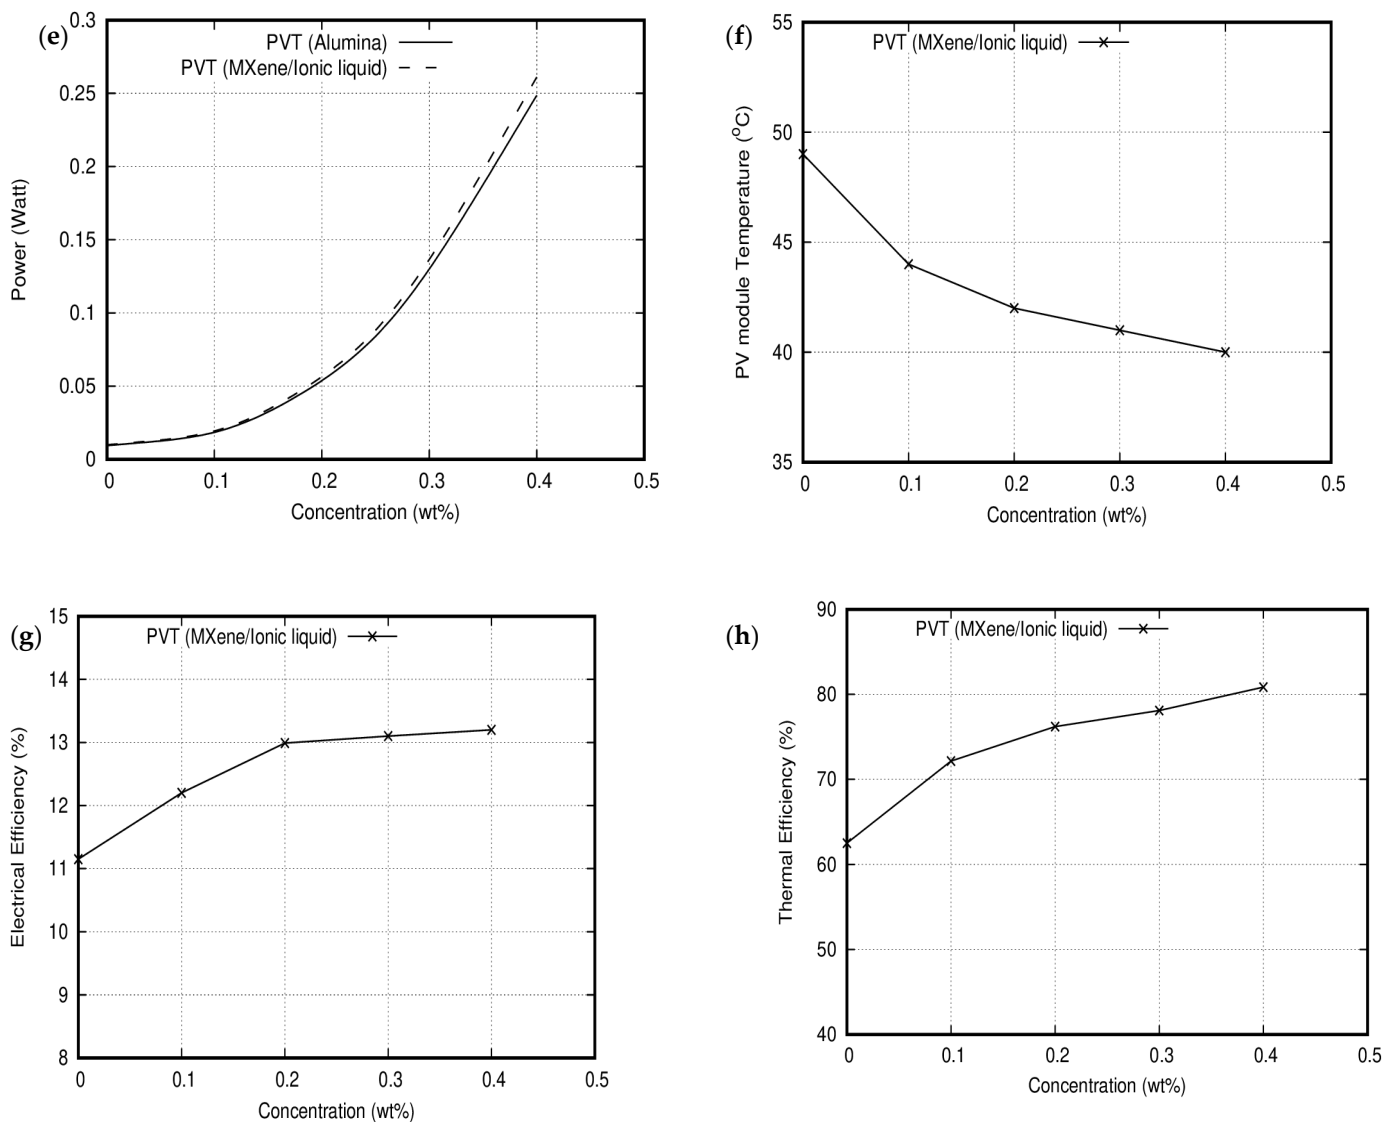 (e)
0.3
0.25
0.2
0.15
0.1
0.05
0
Power (Watt)
PVT (Alumina)
PVT (MXene/Ionic liquid)
0 0.1 0.2 0.3 0.4 0.5
Concentration (wt%)
(f)
55
50
45
40
35
PV module Temperature (°C)
PVT (MXene/Ionic liquid)
0 0.1 0.2 0.3 0.4 0.5
Concentration (wt%)
(g)
15
14
13
12
11
10
9
8
Electrical Efficiency (%)
PVT (MXene/Ionic liquid)
0 0.1 0.2 0.3 0.4 0.5
Concentration (wt%)
(h)
90
80
70
60
50
40
Thermal Efficiency (%)
PVT (MXene/Ionic liquid)
0 0.1 0.2 0.3 0.4 0.5
Concentration (wt%)